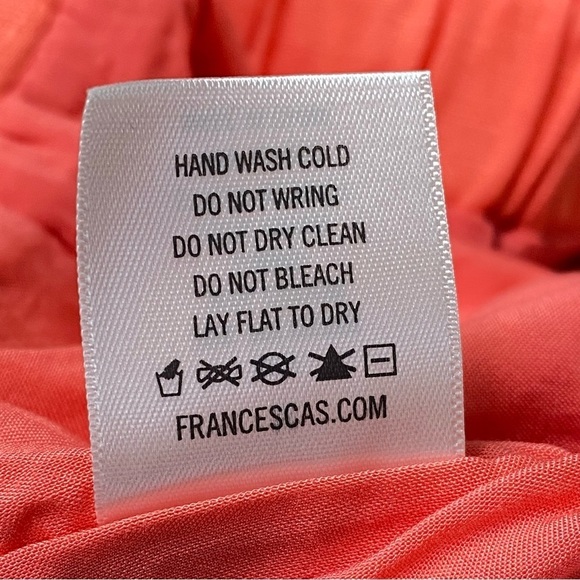 HAND WASH COLD
DO NOT WRING
DO NOT DRY CLEAN
DO NOT BLEACH
LAY FLAT TO DRY
FRANCESCAS.COM